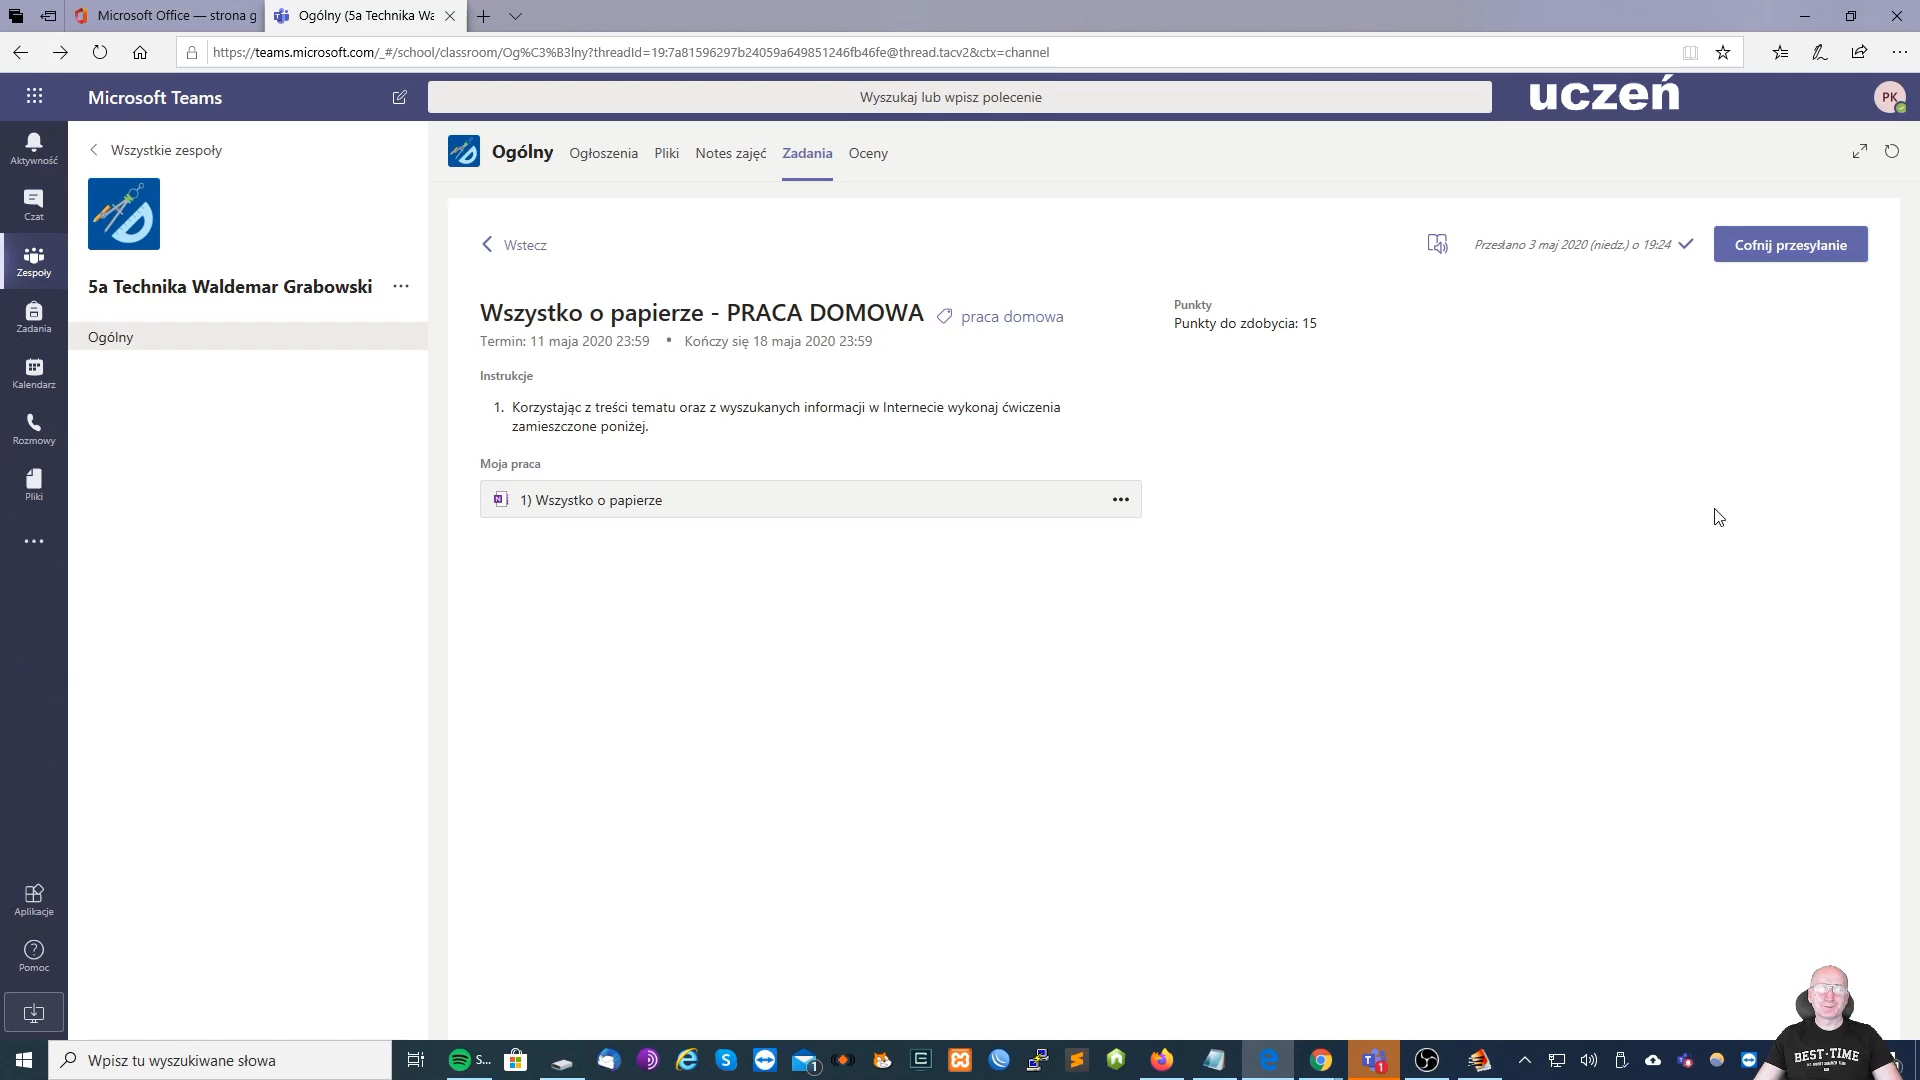 Microsoft Office — strona g
Ogólny (5a Technika Wa
https://teams.microsoft.com/_#/school/classroom/Og%C3%B3lny?threadId=19:7a81596297b24059a649851246fb46fe@thread.tacv2&ctx=channel
Microsoft Teams
Wyszukaj lub wpisz polecenie
uczeń
PK
Aktywność
Czat
Zespoły
Zadania
Kalendarz
Rozmowy
Pliki
Aplikacje
Pomoc
Wszystkie zespoły
5a Technika Waldemar Grabowski
Ogólny
Ogólny Ogłoszenia Pliki Notes zajęć Zadania Oceny
Wstecz
Przesłano 3 maj 2020 (niedz.) o 19:24
Cofnij przesyłanie
Wszystko o papierze - PRACA DOMOWA praca domowa
Termin: 11 maja 2020 23:59 • Kończy się 18 maja 2020 23:59
Punkty
Punkty do zdobycia: 15
Instrukcje
1. Korzystając z treści tematu oraz z wyszukanych informacji w Internecie wykonaj ćwiczenia
zamieszczone poniżej.
Moja praca
1) Wszystko o papierze
Wpisz tu wyszukiwane słowa
S...
1
1
BEST·TIME